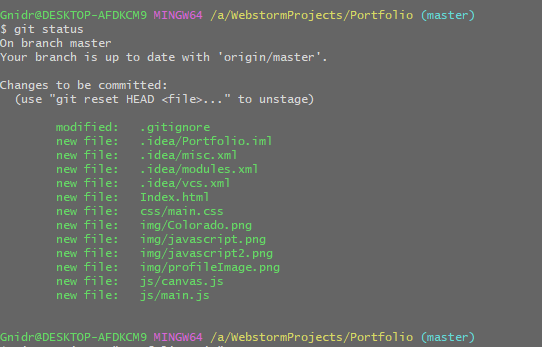 Gnidr@DESKTOP-AFDKCM9 MINGW64 /a/WebstormProjects/Portfolio (master)
$ git status
On branch master
Your branch is up to date with 'origin/master'.
Changes to be committed:
(use "git reset HEAD <file>..." to unstage)
modified: .gitignore
new file: .idea/Portfolio.iml
new file: .idea/misc.xml
new file: .idea/modules.xml
new file: .idea/vcs.xml
new file: Index.html
new file: css/main.css
new file: img/Colorado.png
new file: img/javascript.png
new file: img/javascript2.png
new file: img/profileImage.png
new file: js/canvas.js
new file: js/main.js
Gnidr@DESKTOP-AFDKCM9 MINGW64 /a/WebstormProjects/Portfolio (master)